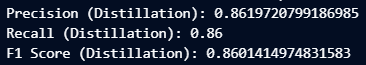 Precision (Distillation): 0.8619720799186985
Recall (Distillation): 0.86
F1 Score (Distillation): 0.8601414974831583